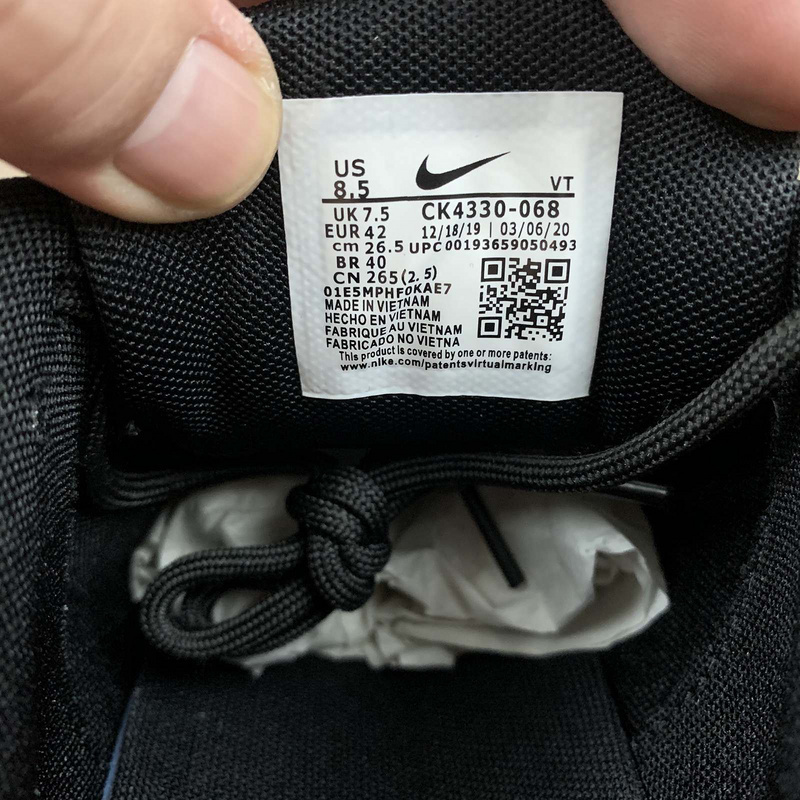 US
8.5
VT
UK 7.5
CK4330-068
EUR 42
12/18/19 | 03/06/20
cm 26.5
UPC 00193659050493
BR 40
CN 265 (2.5)
01E5MPHF0KAE7
MADE IN VIETNAM
HECHO EN VIETNAM
FABRIQUE AU VIETNAM
FABRICADO NO VIETNA
This product is covered by one or more patents:
www.nike.com/patentsvirtualmarking